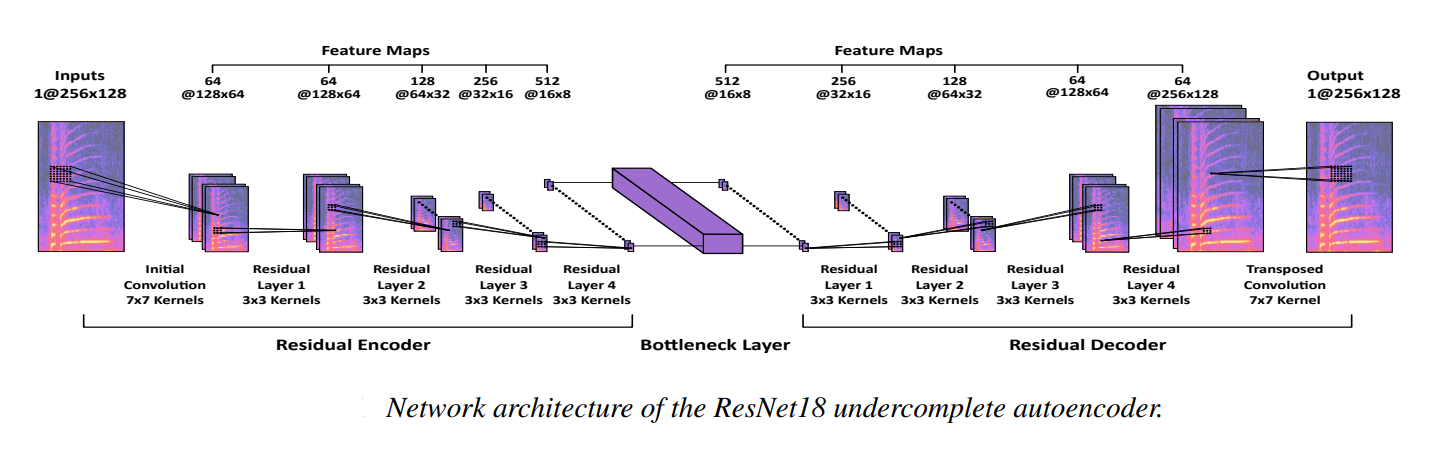 Feature Maps
Feature Maps
Inputs
1@256x128
64
@128x64
64
@128x64
128
@64x32
256
@32x16
512
@16x8
512
@16x8
256
@32x16
128
@64x32
64
@128x64
64
@256x128
Output
1@256x128
Initial
Convolution
7x7 Kernels
Residual
Layer 1
3x3 Kernels
Residual
Layer 2
3x3 Kernels
Residual
Layer 3
3x3 Kernels
Residual
Layer 4
3x3 Kernels
Residual
Layer 1
3x3 Kernels
Residual
Layer 2
3x3 Kernels
Residual
Layer 3
3x3 Kernels
Residual
Layer 4
3x3 Kernels
Transposed
Convolution
7x7 Kernel
Residual Encoder
Bottleneck Layer
Residual Decoder
Network architecture of the ResNet18 undercomplete autoencoder.